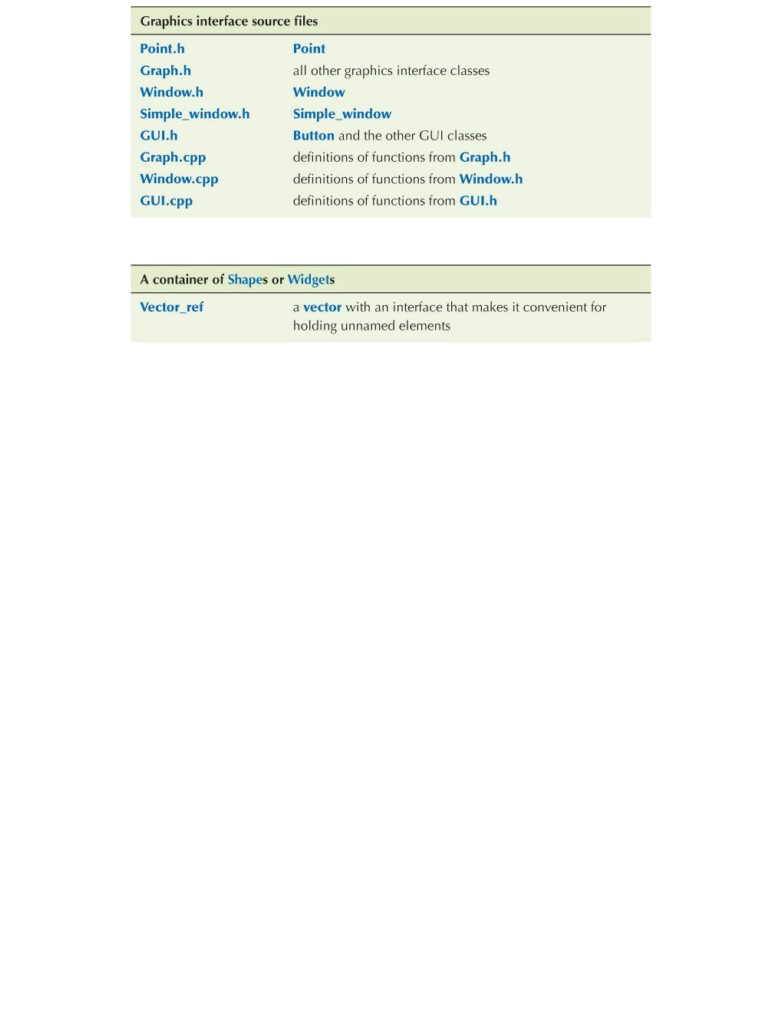 Graphics interface source files
Point.h Point
Graph.h all other graphics interface classes
Window.h Window
Simple_window.h Simple_window
GUI.h Button and the other GUI classes
Graph.cpp definitions of functions from Graph.h
Window.cpp definitions of functions from Window.h
GUI.cpp definitions of functions from GUI.h
A container of Shapes or Widgets
Vector_ref a vector with an interface that makes it convenient for
holding unnamed elements